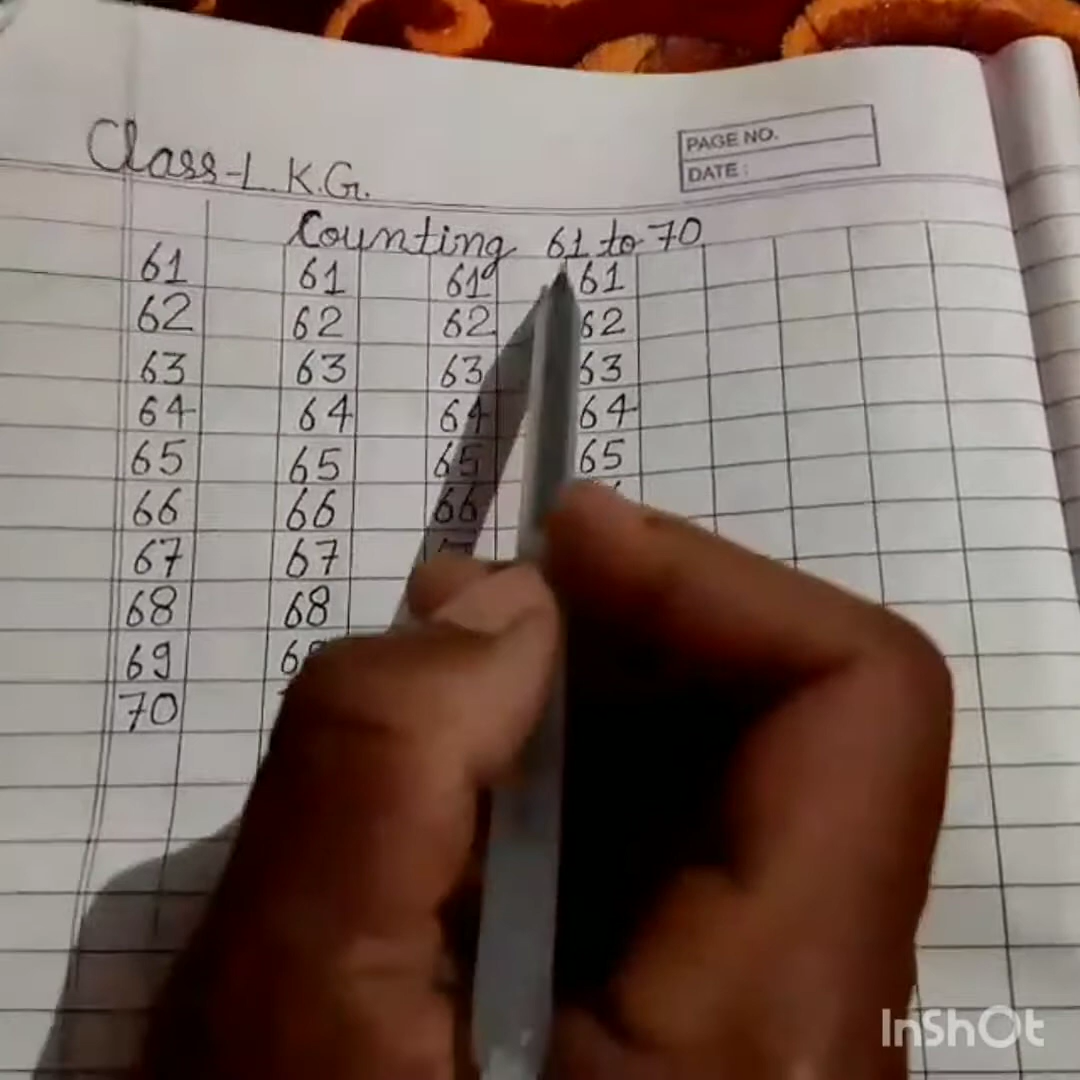 Class-L.K.G.
PAGE NO.
DATE :
Counting 61 to 70
61 61 61 61
62 62 62 62
63 63 63 63
64 64 64 64
65 65 65 65
66 66 66
67 67
68 68
69
70
InShOt